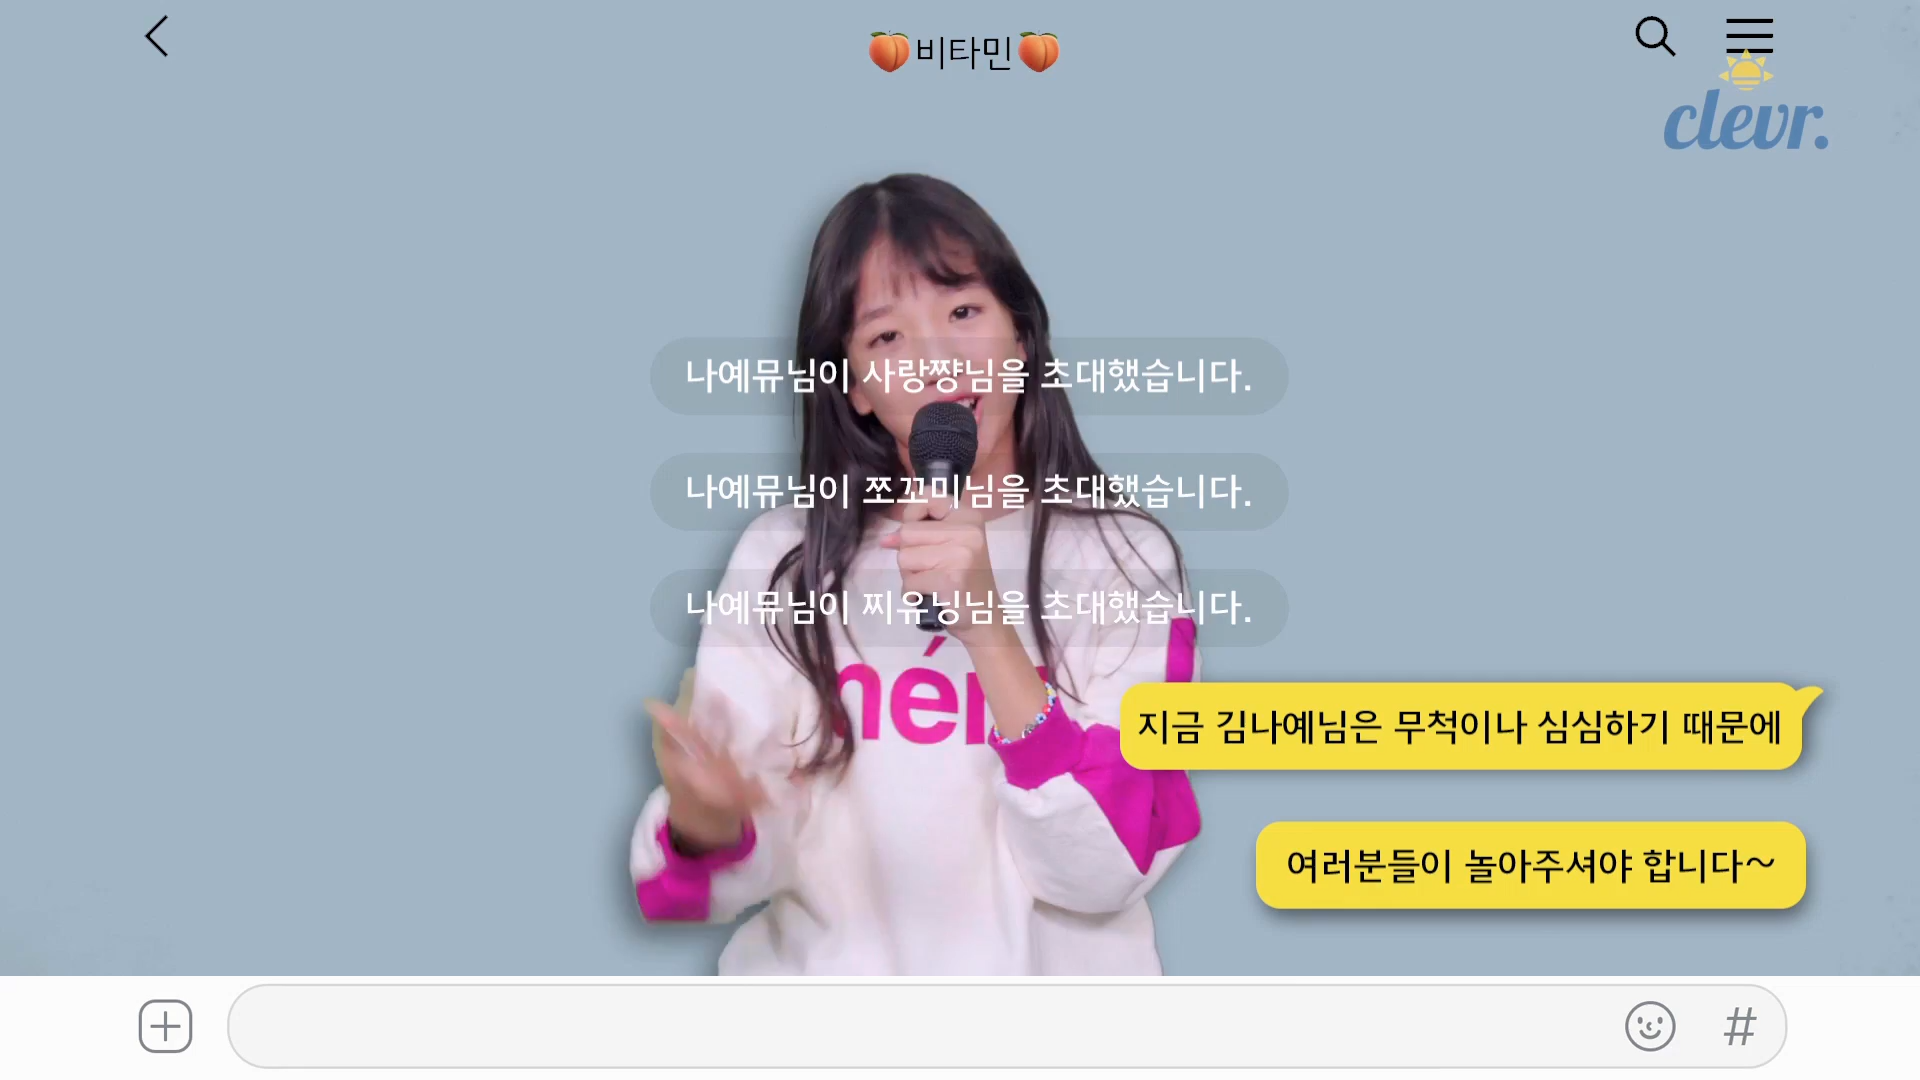 🍑비타민🍑
clevr.
나예뮤님이 사랑쨩님을 초대했습니다.
나예뮤님이 쪼꼬미님을 초대했습니다.
나예뮤님이 찌유닝님을 초대했습니다.
né
지금 김나예님은 무척이나 심심하기 때문에
여러분들이 놀아주셔야 합니다~
#